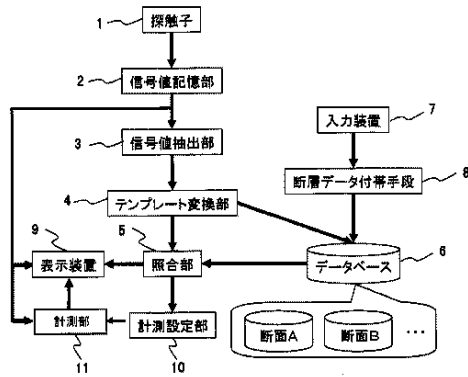 1
探触子
2
信号値記憶部
7
入力装置
3
信号値抽出部
8
断層データ付帯手段
4
テンプレート変換部
9
5
6
表示装置
照合部
データベース
計測部
計測設定部
断面A
断面B
…
11
10